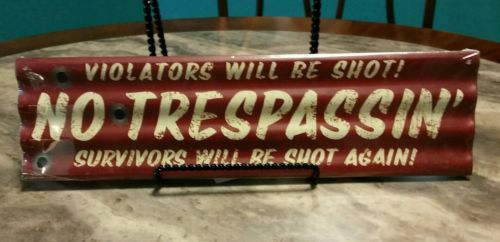 VIOLATORS WILL BE SHOT!
NO TRESPASSIN'
SURVIVORS WILL BE SHOT AGAIN!